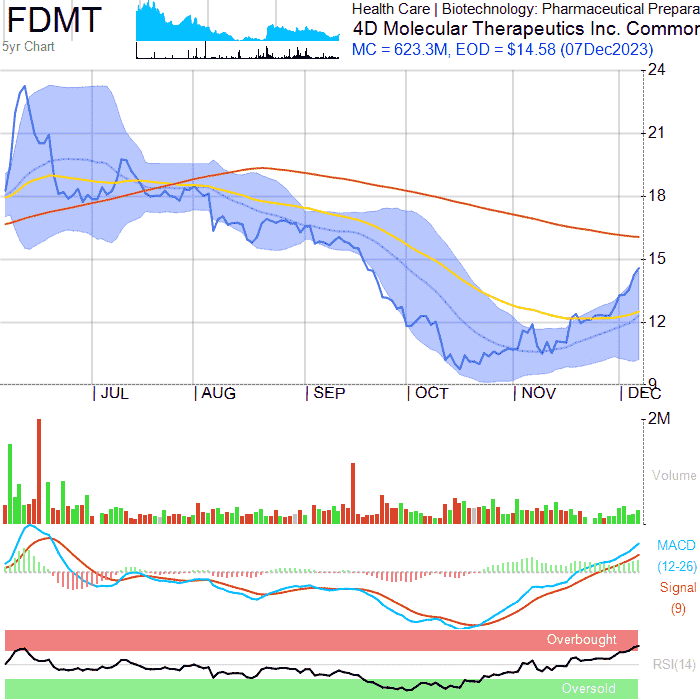 FDMT
5yr Chart
Health Care | Biotechnology: Pharmaceutical Prepara
4D Molecular Therapeutics Inc. Common
MC = 623.3M, EOD = $14.58 (07Dec2023)
24
21
18
15
12
9
JUL AUG SEP OCT NOV DEC
2M
Volume
MACD
(12-26)
Signal
(9)
Overbought
RSI(14)
Oversold